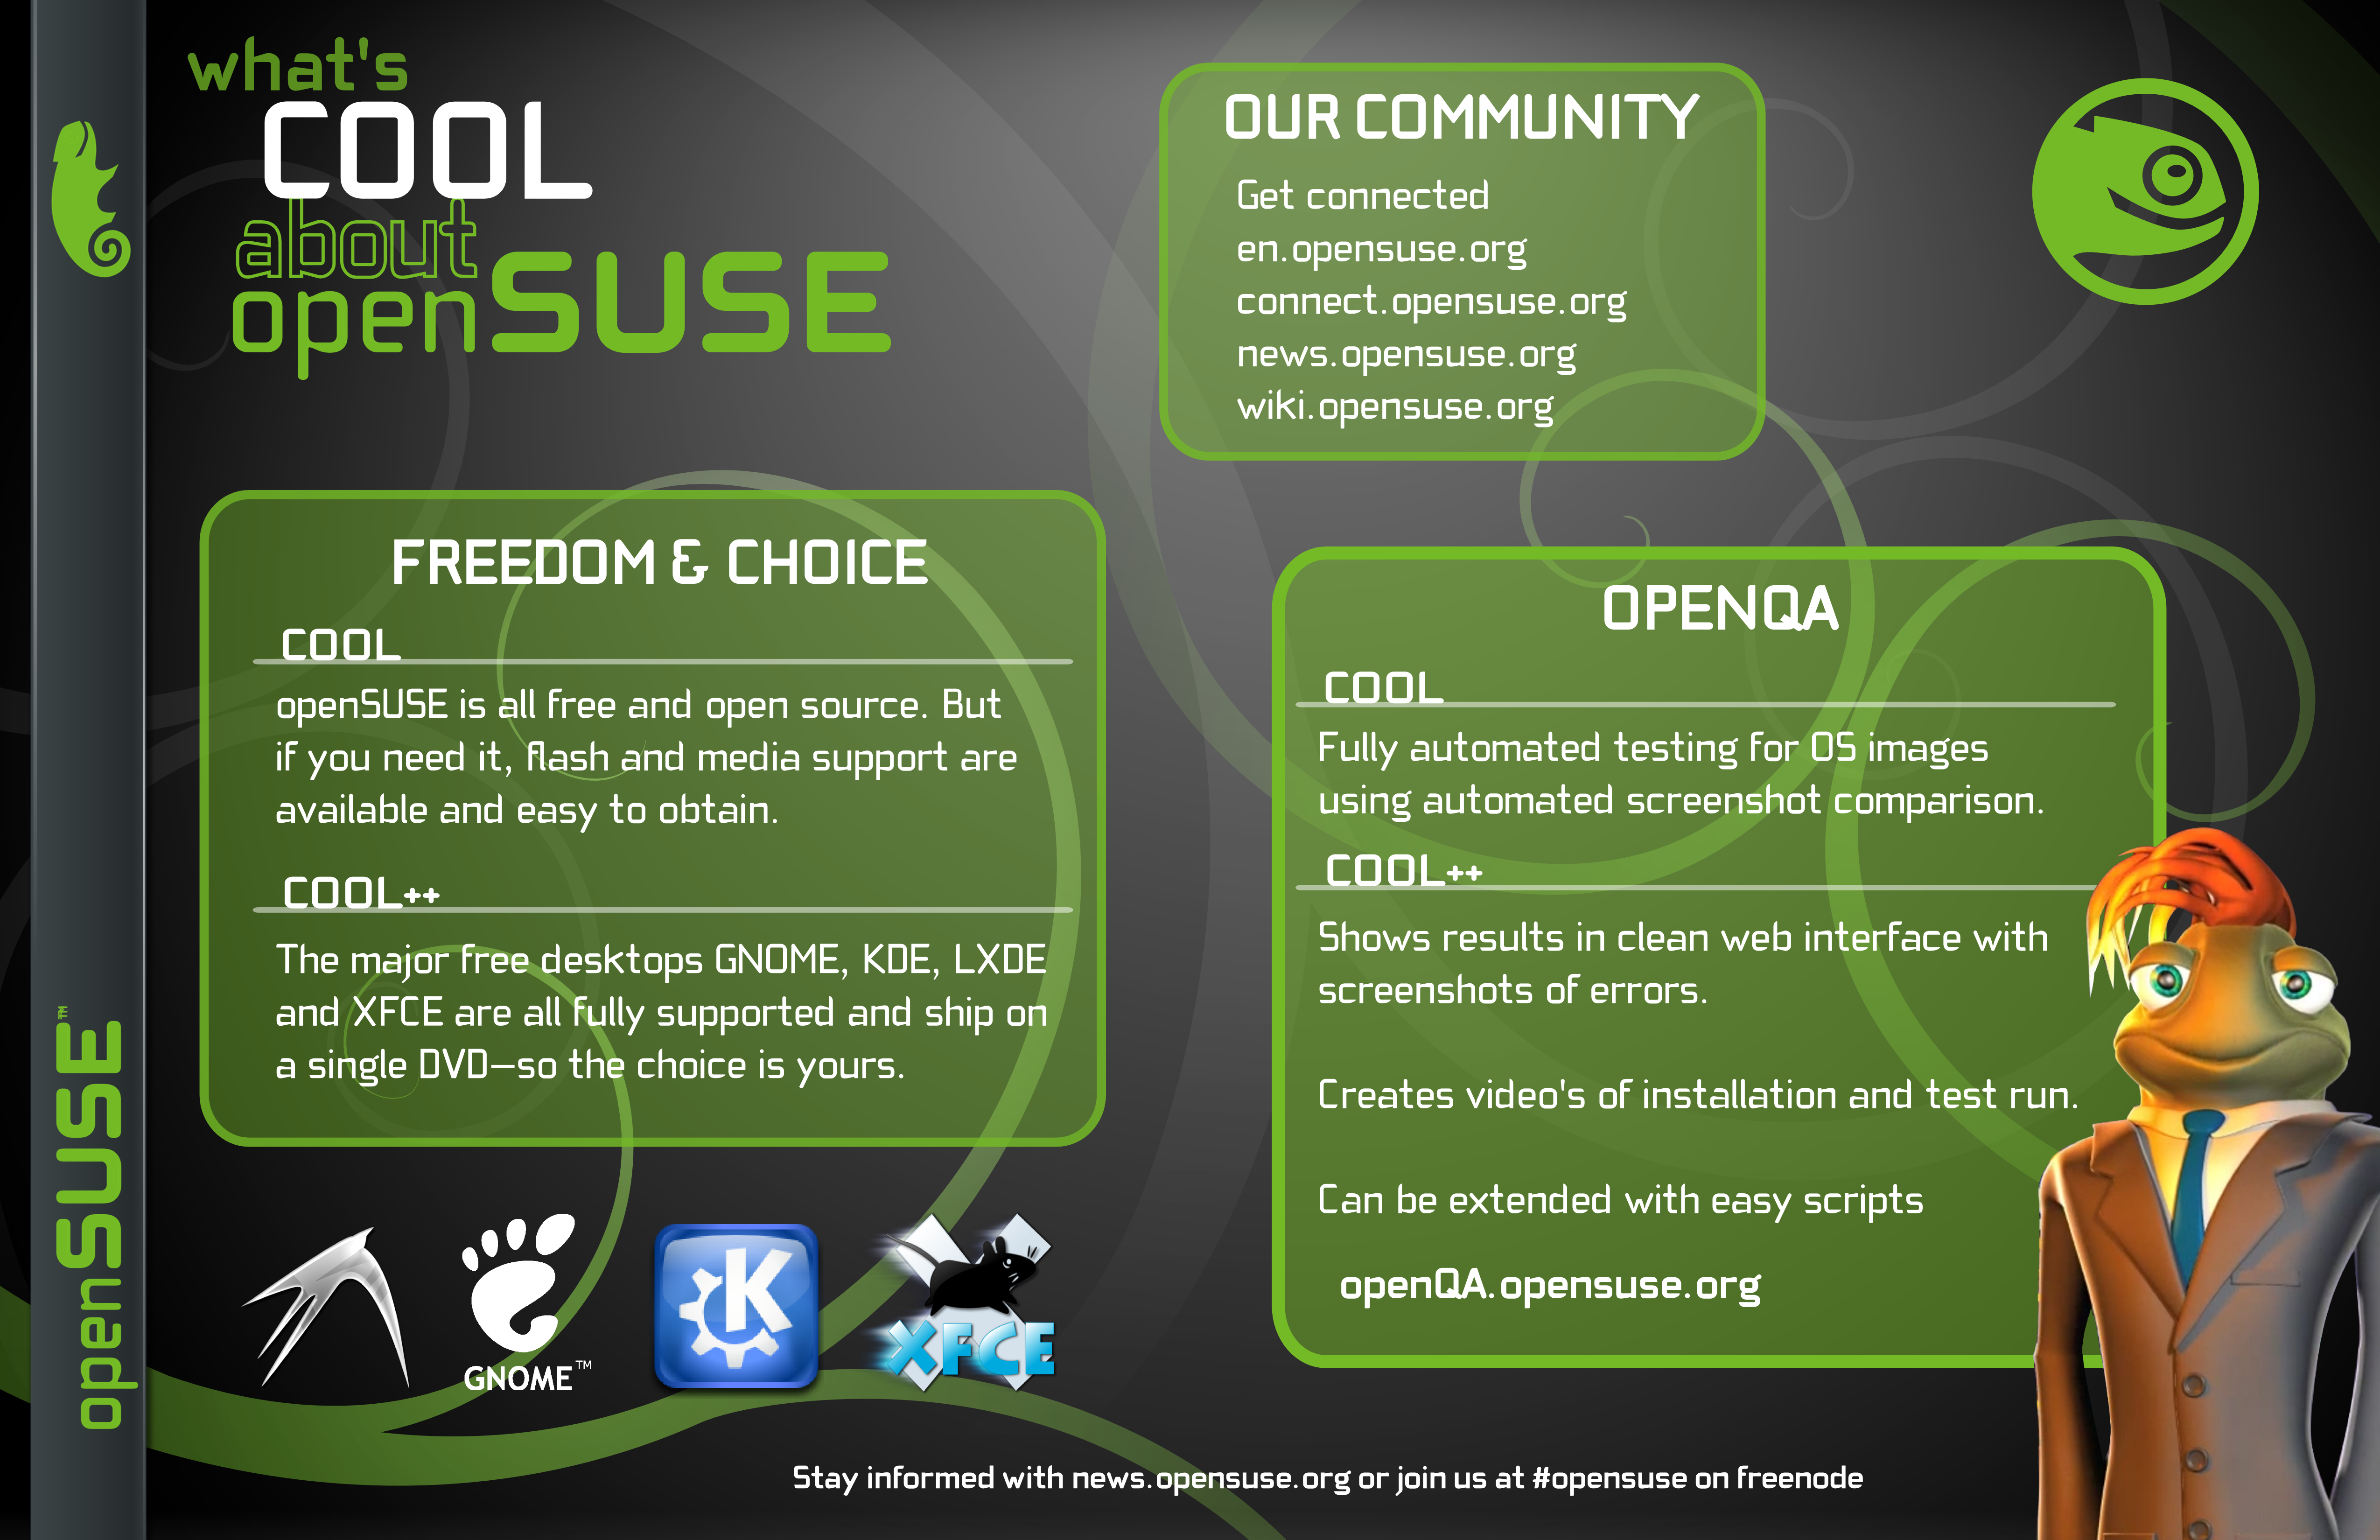 what's
COOL
about
openSUSE
OUR COMMUNITY
Get connected
en.opensuse.org
connect.opensuse.org
news.opensuse.org
wiki.opensuse.org
FREEDOM & CHOICE
COOL
openSUSE is all free and open source. But
if you need it, flash and media support are
available and easy to obtain.
COOL++
The major free desktops GNOME, KDE, LXDE
and XFCE are all fully supported and ship on
a single DVD—so the choice is yours.
OPENQA
COOL
Fully automated testing for OS images
using automated screenshot comparison.
COOL++
Shows results in clean web interface with
screenshots of errors.
Creates video's of installation and test run.
Can be extended with easy scripts
openQA.opensuse.org
GNOME™
K
XFCE
Stay informed with news.opensuse.org or join us at #opensuse on freenode
openSUSE™